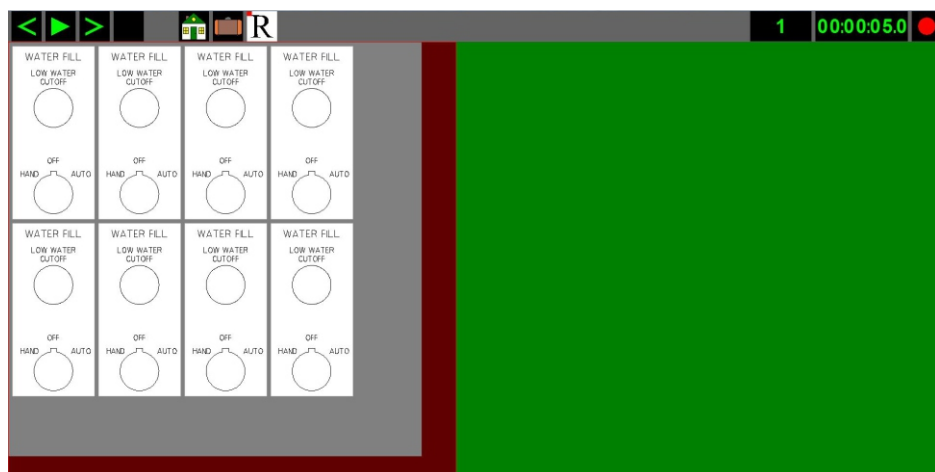 R 1 00:00:05.0
WATER FILL WATER FILL WATER FILL WATER FILL
LOW WATER LOW WATER LOW WATER LOW WATER
CUTOFF CUTOFF CUTOFF CUTOFF
OFF OFF OFF OFF
HAND AUTO HAND AUTO HAND AUTO HAND AUTO
WATER FILL WATER FILL WATER FILL WATER FILL
LOW WATER LOW WATER LOW WATER LOW WATER
CUTOFF CUTOFF CUTOFF CUTOFF
OFF OFF OFF OFF
HAND AUTO HAND AUTO HAND AUTO HAND AUTO